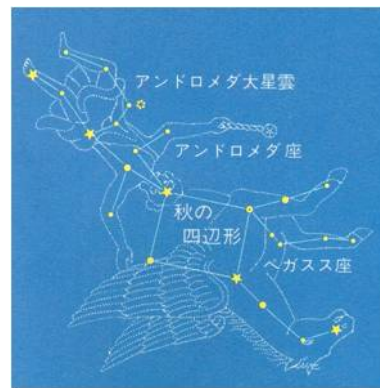 アンドロメダ大星雲
アンドロメダ座
秋の
四辺形
ペガスス座